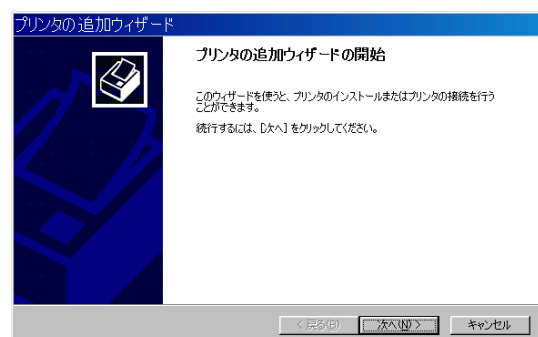 プリンタの追加ウィザード
プリンタの追加ウィザードの開始
このウィザードを使うと、プリンタのインストールまたはプリンタの接続を行う
ことができます。
続行するには、[次へ] をクリックしてください。
< 戻る(B)
次へ(N) >
キャンセル